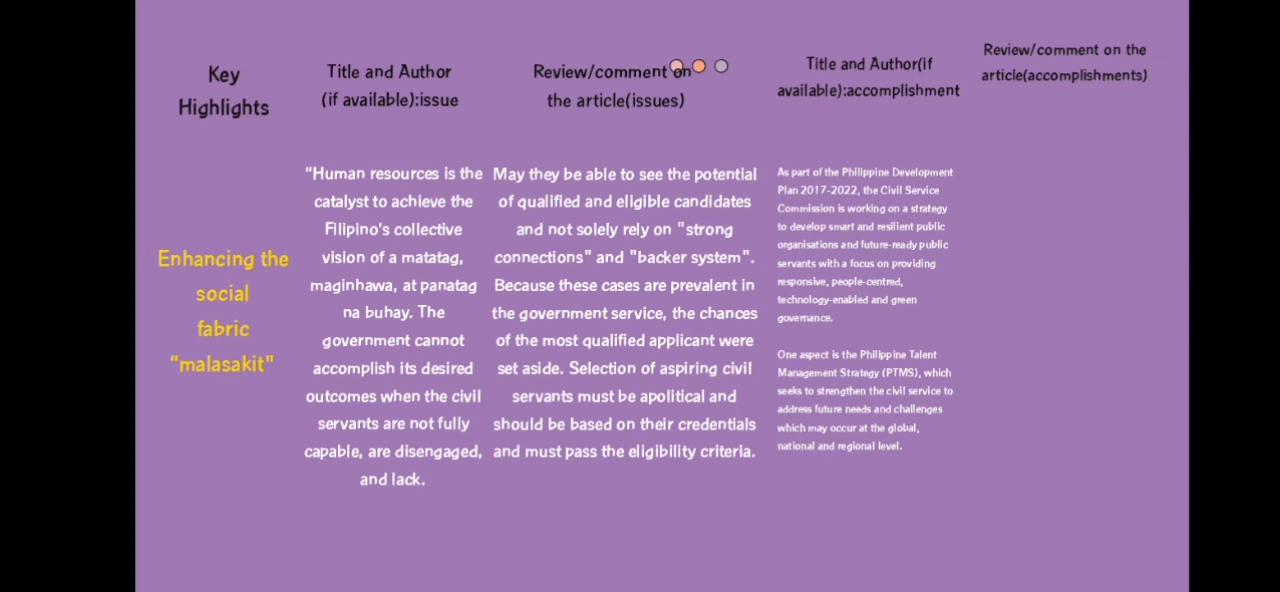 Key
Highlights
Title and Author
(if available):issue
Review/comment on
the article(issues)
Title and Author(if
available):accomplishment
Review/comment on the
article(accomplishments)
Enhancing the
social
fabric
“malasakit"
“Human resources is the
catalyst to achieve the
Filipino's collective
vision of a matatag,
maginhawa, at panatag
na buhay. The
government cannot
accomplish its desired
outcomes when the civil
servants are not fully
capable, are disengaged,
and lack.
May they be able to see the potential
of qualified and eligible candidates
and not solely rely on "strong
connections" and "backer system".
Because these cases are prevalent in
the government service, the chances
of the most qualified applicant were
set aside. Selection of aspiring civil
servants must be apolitical and
should be based on their credentials
and must pass the eligibility criteria.
As part of the Philippine Development
Plan 2017-2022, the Civil Service
Commission is working on a strategy
to develop smart and resilient public
organisations and future-ready public
servants with a focus on providing
responsive, people-centred,
technology-enabled and green
governance.
One aspect is the Philippine Talent
Management Strategy (PTMS), which
seeks to strengthen the civil service to
address future needs and challenges
which may occur at the global,
national and regional level.